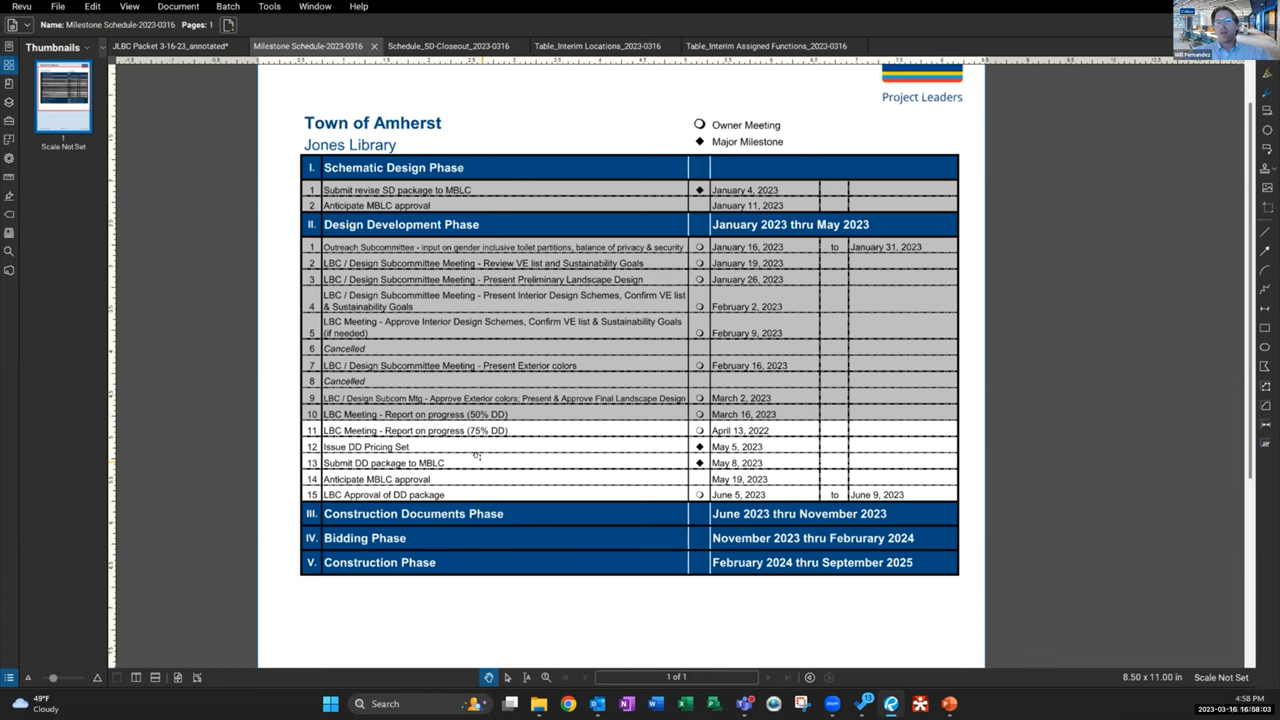 Revu File Edit View Document Batch Tools Window Help
Name: Milestone Schedule-2023-0316 Pages: 1
Thumbnails
JLBC Packet 3-16-23_annotated* Milestone Schedule-2023-0316 Schedule_SD-Closeout_2023-0316 Table_Interim Locations_2023-0316 Table_Interim Assigned Functions_2023-0316
Wil Fernandez
1
Scale Not Set
Project Leaders
Town of Amherst
Jones Library
Owner Meeting
Major Milestone
I. Schematic Design Phase
1 Submit revise SD package to MBLC January 4, 2023
2 Anticipate MBLC approval January 11, 2023
II. Design Development Phase January 2023 thru May 2023
1 Outreach Subcommittee - input on gender inclusive toilet partitions, balance of privacy & security January 16, 2023 to January 31, 2023
2 LBC / Design Subcommittee Meeting - Review VE list and Sustainability Goals January 19, 2023
3 LBC / Design Subcommittee Meeting - Present Preliminary Landscape Design January 26, 2023
LBC / Design Subcommittee Meeting - Present Interior Design Schemes, Confirm VE list
4 & Sustainability Goals February 2, 2023
LBC Meeting - Approve Interior Design Schemes, Confirm VE list & Sustainability Goals
5 (if needed) February 9, 2023
6 Cancelled
7 LBC / Design Subcommittee Meeting - Present Exterior colors February 16, 2023
8 Cancelled
9 LBC / Design Subcom Mtg - Approve Exterior colors; Present & Approve Final Landscape Design March 2, 2023
10 LBC Meeting - Report on progress (50% DD) March 16, 2023
11 LBC Meeting - Report on progress (75% DD) April 13, 2022
12 Issue DD Pricing Set May 5, 2023
13 Submit DD package to MBLC May 8, 2023
14 Anticipate MBLC approval May 19, 2023
15 LBC Approval of DD package June 5, 2023 to June 9, 2023
III. Construction Documents Phase June 2023 thru November 2023
IV. Bidding Phase November 2023 thru Februrary 2024
V. Construction Phase February 2024 thru September 2025
1 of 1
8.50 x 11.00 in Scale Not Set
49°F
Cloudy
Search
13
4:58 PM
2023-03-16 16:58:03